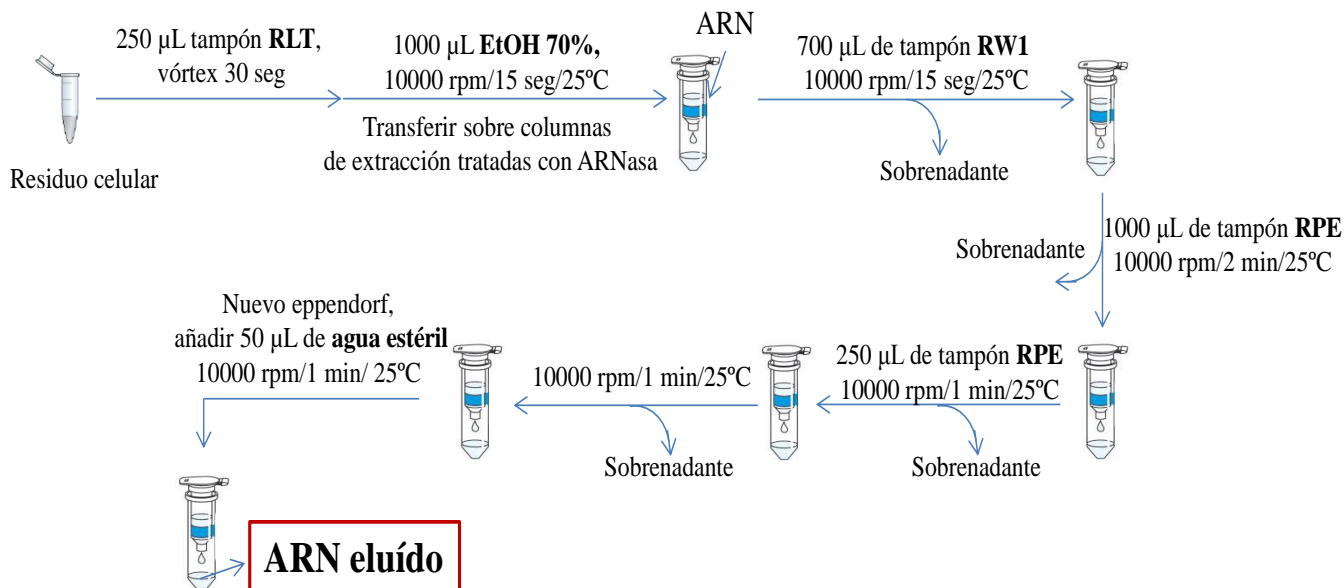 250 µL tampón RLT,
vórtex 30 seg
1000 µL EtOH 70%,
10000 rpm/15 seg/25ºC
Transferir sobre columnas
de extracción tratadas con ARNasa
ARN
700 µL de tampón RW1
10000 rpm/15 seg/25ºC
Sobrenadante
Residuo celular
1000 µL de tampón RPE
10000 rpm/2 min/25ºC
Sobrenadante
250 µL de tampón RPE
10000 rpm/1 min/25ºC
Sobrenadante
10000 rpm/1 min/25ºC
Sobrenadante
Nuevo eppendorf,
añadir 50 µL de agua estéril
10000 rpm/1 min/ 25ºC
ARN eluído